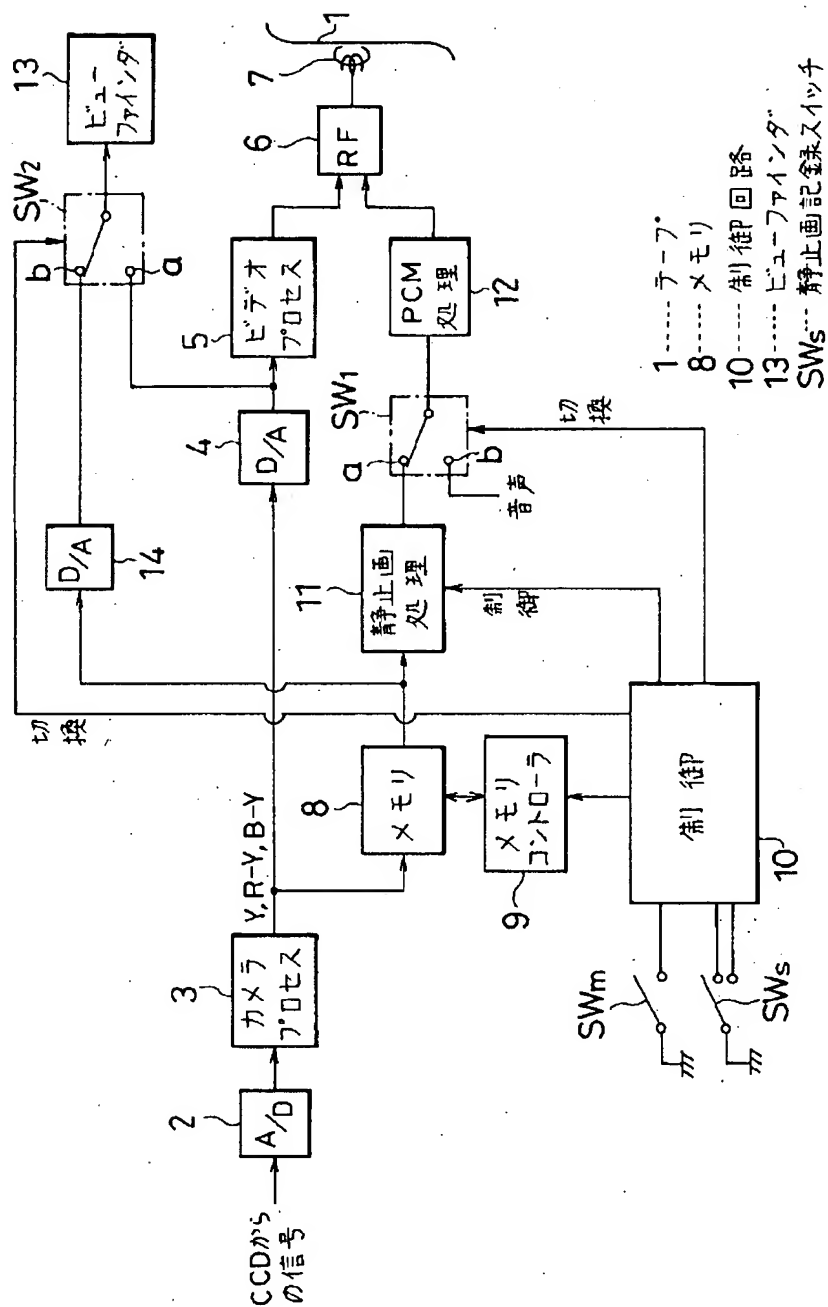 CCDから
の信号
2
A/D
3
カメラ
プロセス
Y,R-Y,B-Y
8
メモリ
9
メモリ
コントローラ
10
制御
SWm
SWs
切換
D/A
14
4
D/A
5
ビデオ
プロセス
11
静止画
処理
制御
SW1
a
b
音声
切換
12
PCM
処理
6
RF
7
1
SW2
b
a
13
ビュー
ファインダ
1------テープ
8------メモリ
10------制御回路
13------ビューファインダ
SWs---静止画記録スイッチ